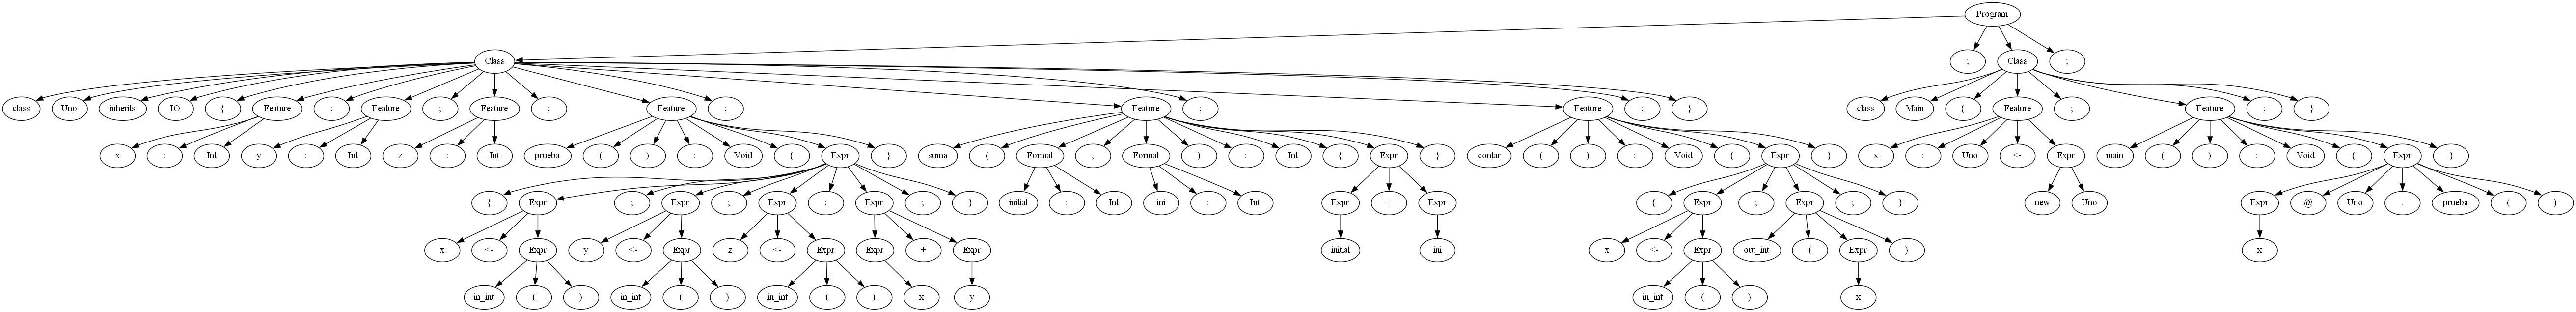 Program
Class ; Class ;
class Uno inherits IO { Feature ; Feature ; Feature ; Feature ; Feature ; Feature ; } class Main { Feature ; Feature ; }
x : Int y : Int z : Int prueba ( ) : Void { Expr } suma ( Formal , Formal ) : Int { Expr } contar ( ) : Void { Expr } x : Uno <- Expr main ( ) : Void { Expr }
{ Expr ; Expr ; Expr ; Expr ; } initial : Int ini : Int Expr + Expr { Expr ; Expr ; } new Uno Expr @ Uno . prueba ( )
x <- Expr y <- Expr z <- Expr Expr + Expr initial ini x <- Expr out_int ( Expr ) x
in_int ( ) in_int ( ) in_int ( ) x y in_int ( ) x